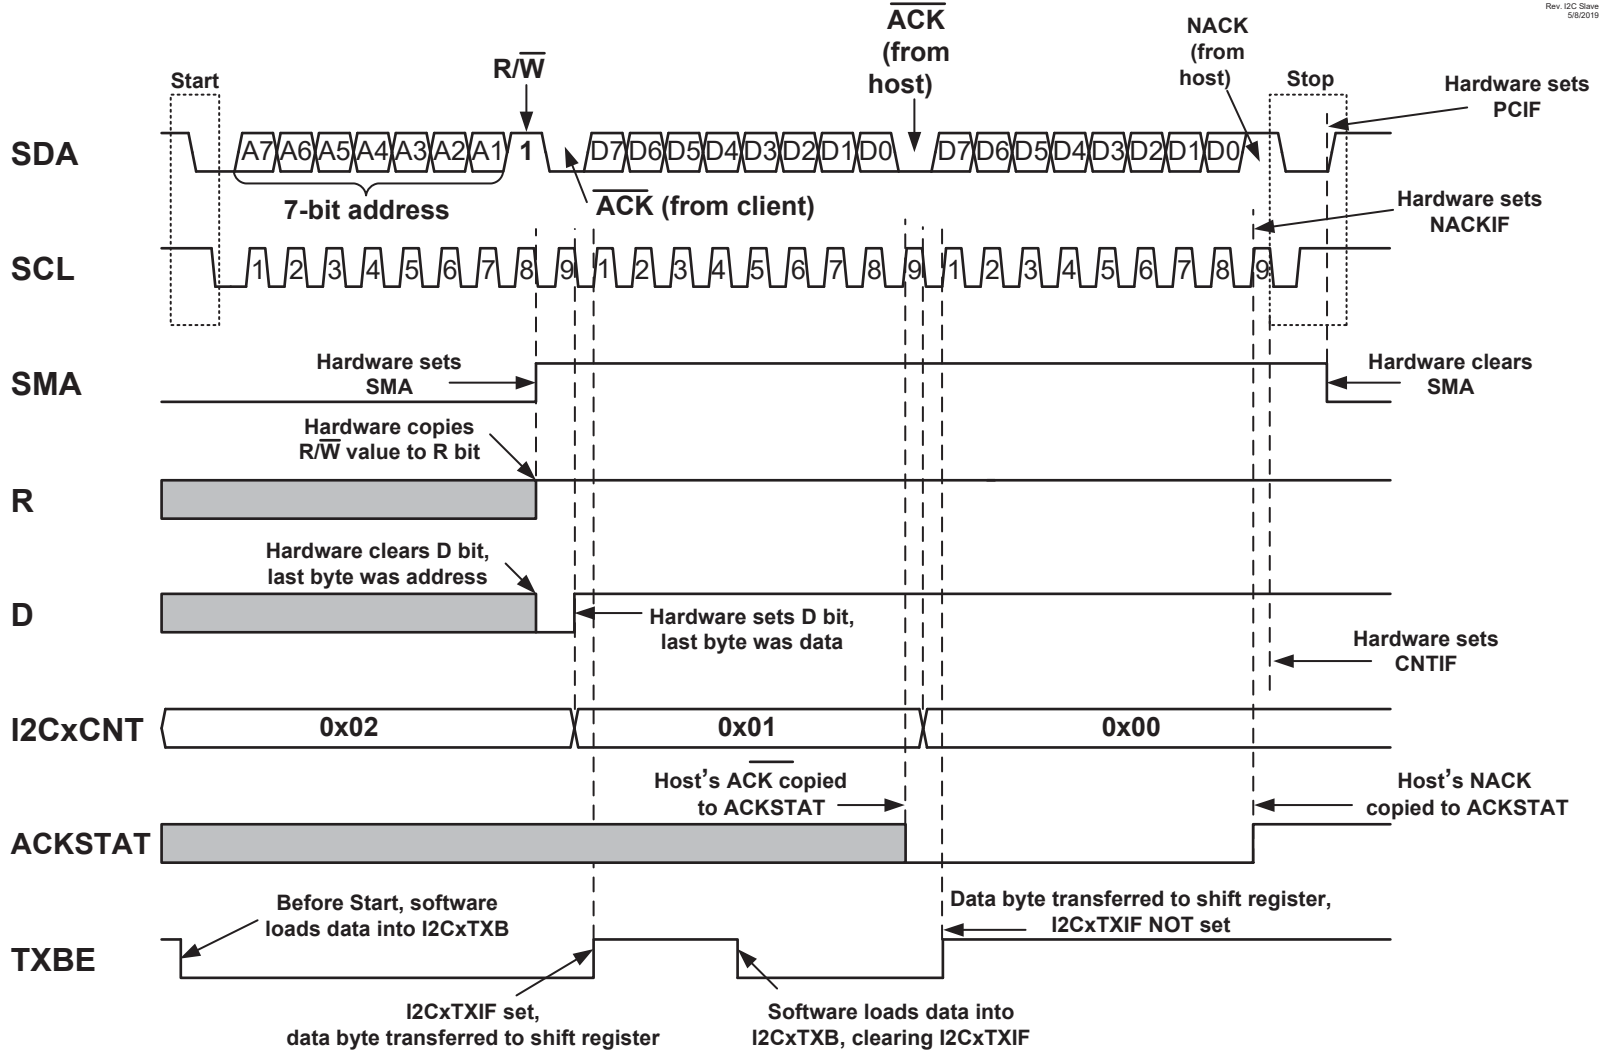 Rev. I2C Slave
5/8/2019
ACK
(from
host)
NACK
(from
host)
R/W
Start
Stop
Hardware sets
PCIF
SDA
A7 A6 A5 A4 A3 A2 A1 1 D7 D6 D5 D4 D3 D2 D1 D0 D7 D6 D5 D4 D3 D2 D1 D0
7-bit address
ACK (from client)
Hardware sets
NACKIF
SCL
1 2 3 4 5 6 7 8 9 1 2 3 4 5 6 7 8 9 1 2 3 4 5 6 7 8 9
SMA
Hardware sets
SMA
Hardware clears
SMA
Hardware copies
R/W value to R bit
R
Hardware clears D bit,
last byte was address
D
Hardware sets D bit,
last byte was data
Hardware sets
CNTIF
I2CxCNT
0x02
0x01
0x00
Host's ACK copied
to ACKSTAT
Host's NACK
copied to ACKSTAT
ACKSTAT
Before Start, software
loads data into I2CxTXB
Data byte transferred to shift register,
I2CxTXIF NOT set
TXBE
I2CxTXIF set,
data byte transferred to shift register
Software loads data into
I2CxTXB, clearing I2CxTXIF